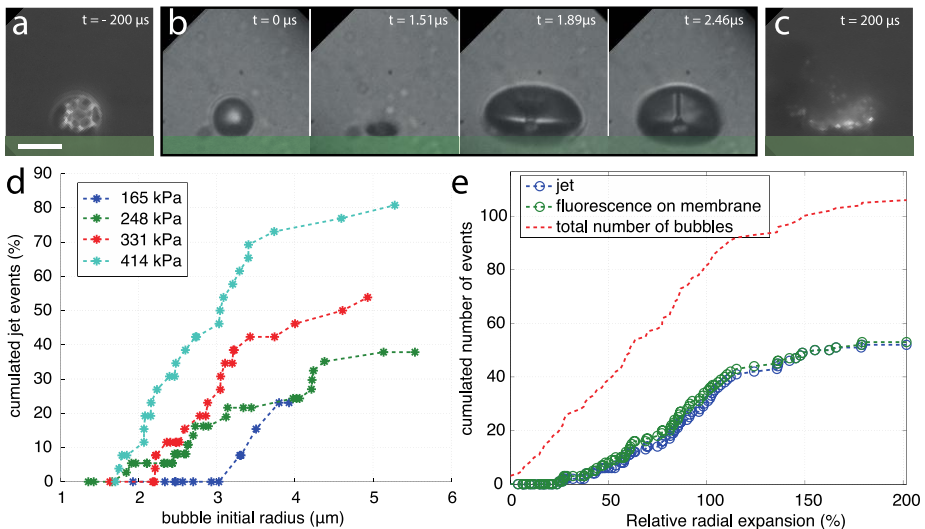 a
t = - 200 µs
b
t = 0 µs
t = 1.51µs
t = 1.89µs
t = 2.46µs
c
t = 200 µs
d
90
80
70
60
50
40
30
20
10
0
cumulated jet events (%)
165 kPa
248 kPa
331 kPa
414 kPa
1 2 3 4 5 6
bubble initial radius (µm)
e
jet
fluorescence on membrane
total number of bubbles
100
80
60
40
20
0
cumulated number of events
0 50 100 150 200
Relative radial expansion (%)